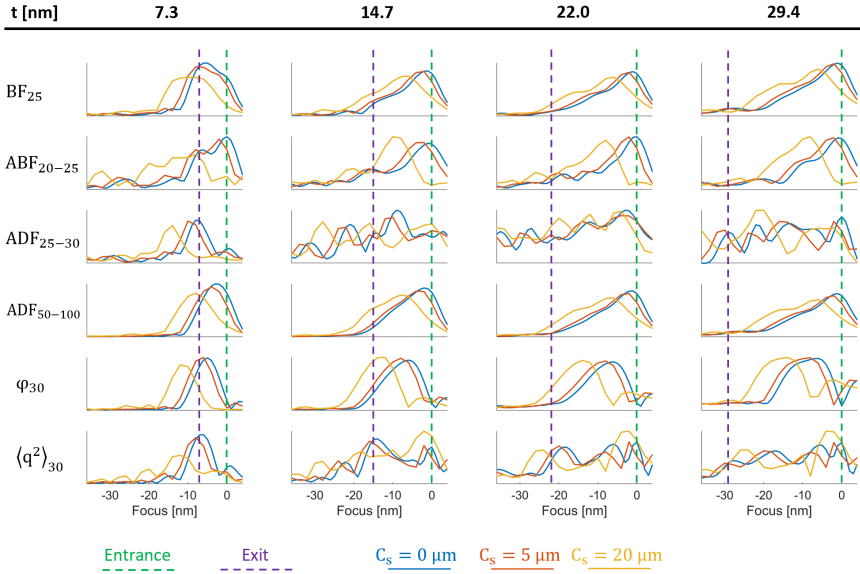 t [nm] 7.3 14.7 22.0 29.4
BF₂₅
ABF₂₀₋₂₅
ADF₂₅₋₃₀
ADF₅₀₋₁₀₀
φ₃₀
⟨q²⟩₃₀
-30 -20 -10 0 -30 -20 -10 0 -30 -20 -10 0 -30 -20 -10 0
Focus [nm] Focus [nm] Focus [nm] Focus [nm]
Entrance Exit Cₛ = 0 μm Cₛ = 5 μm Cₛ = 20 μm